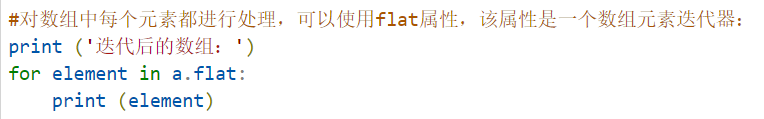 #对数组中每个元素都进行处理，可以使用flat属性，该属性是一个数组元素迭代器：
print ('迭代后的数组：')
for element in a.flat:
    print (element)